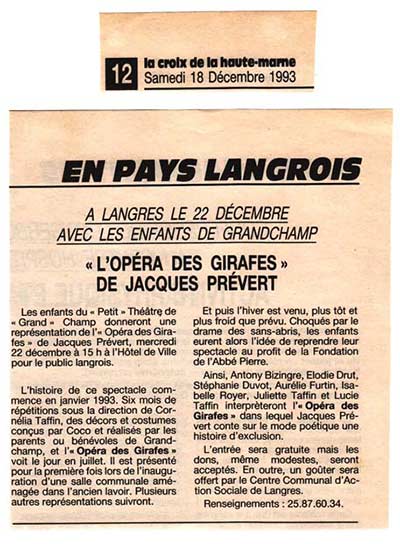 12
la croix de la haute-marne
Samedi 18 Décembre 1993
EN PAYS LANGROIS
A LANGRES LE 22 DÉCEMBRE
AVEC LES ENFANTS DE GRANDCHAMP
« L'OPÉRA DES GIRAFES »
DE JACQUES PRÉVERT
Les enfants du « Petit » Théâtre de
« Grand » Champ donneront une
représentation de l'« Opéra des Gira-
fes » de Jacques Prévert, mercredi
22 décembre à 15 h à l'Hôtel de Ville
pour le public langrois.
L'histoire de ce spectacle com-
mence en janvier 1993. Six mois de
répétitions sous la direction de Cor-
nélia Taffin, des décors et costumes
conçus par Coco et réalisés par les
parents ou bénévoles de Grand-
champ, et l'« Opéra des Girafes »
voit le jour en juillet. Il est présenté
pour la première fois lors de l'inaugu-
ration d'une salle communale amé-
nagée dans l'ancien lavoir. Plusieurs
autres représentations suivront.
Et puis l'hiver est venu, plus tôt et
plus froid que prévu. Choqués par le
drame des sans-abris, les enfants
eurent alors l'idée de reprendre leur
spectacle au profit de la Fondation
de l'Abbé Pierre.
Ainsi, Antony Bizingre, Elodie Drut,
Stéphanie Duvot, Aurélie Furtin, Isa-
belle Royer, Juliette Taffin et Lucie
Taffin interpréteront l'« Opéra des
Girafes » dans lequel Jacques Pré-
vert conte sur le mode poétique une
histoire d'exclusion.
L'entrée sera gratuite mais les
dons, même modestes, seront
acceptés. En outre, un goûter sera
offert par le Centre Communal d'Ac-
tion Sociale de Langres.
Renseignements : 25.87.60.34.